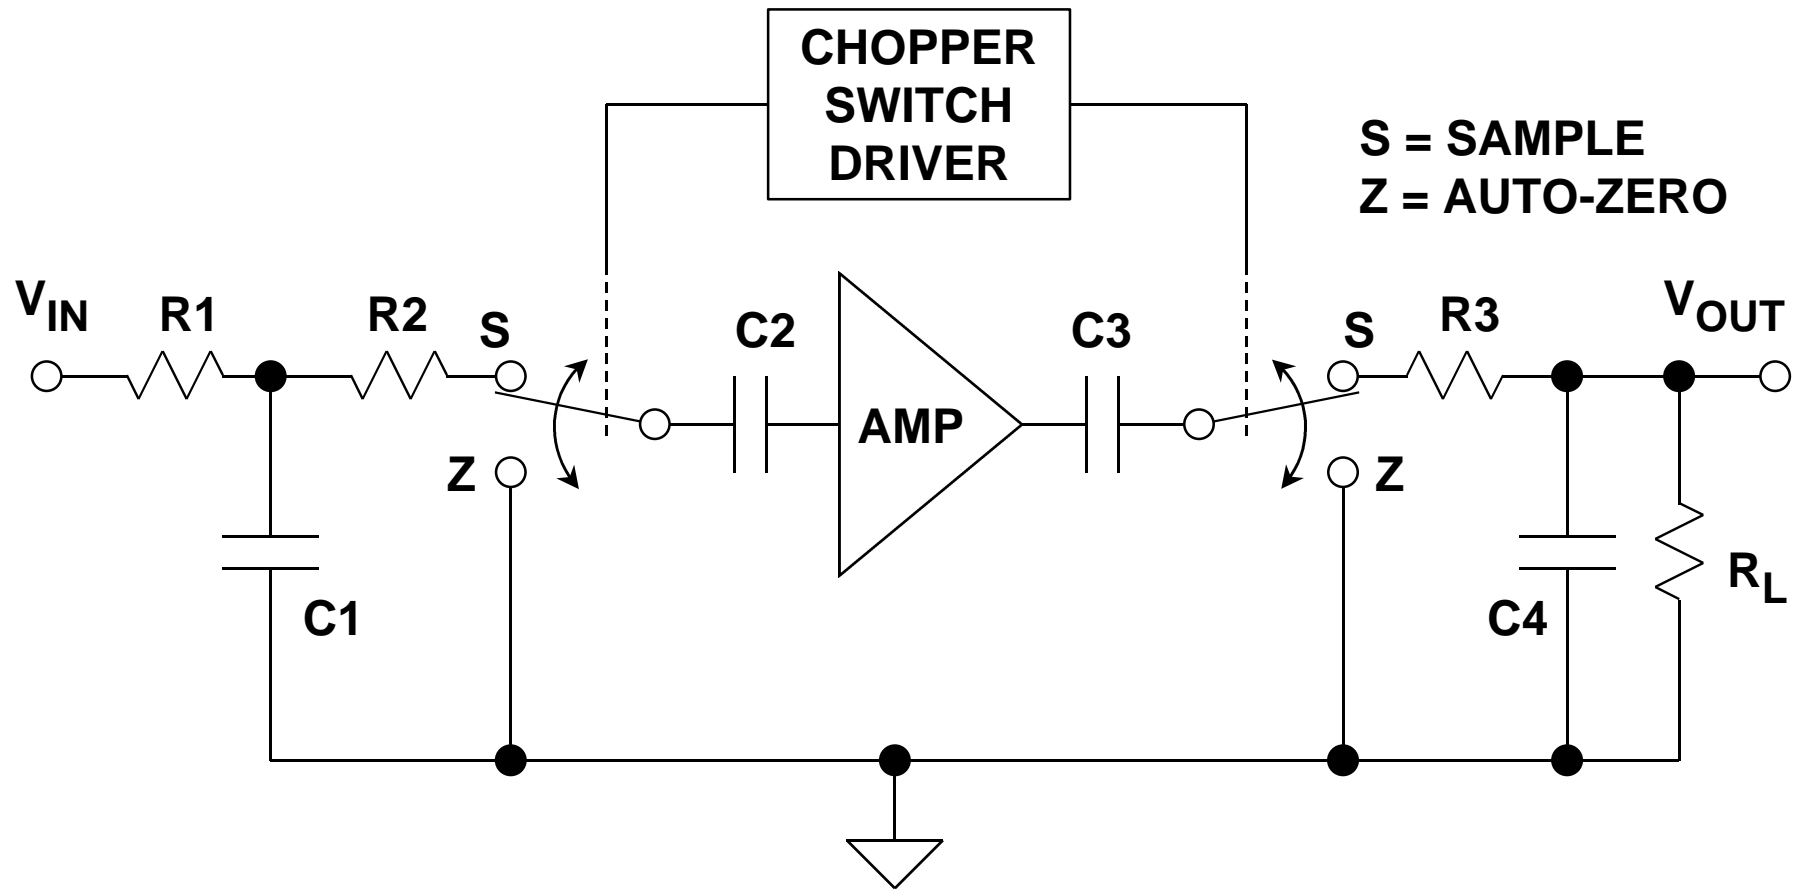 CHOPPER
SWITCH
DRIVER
S = SAMPLE
Z = AUTO-ZERO
VIN
R1
R2
S
C2
C3
S
R3
VOUT
AMP
Z
Z
C1
C4
RL